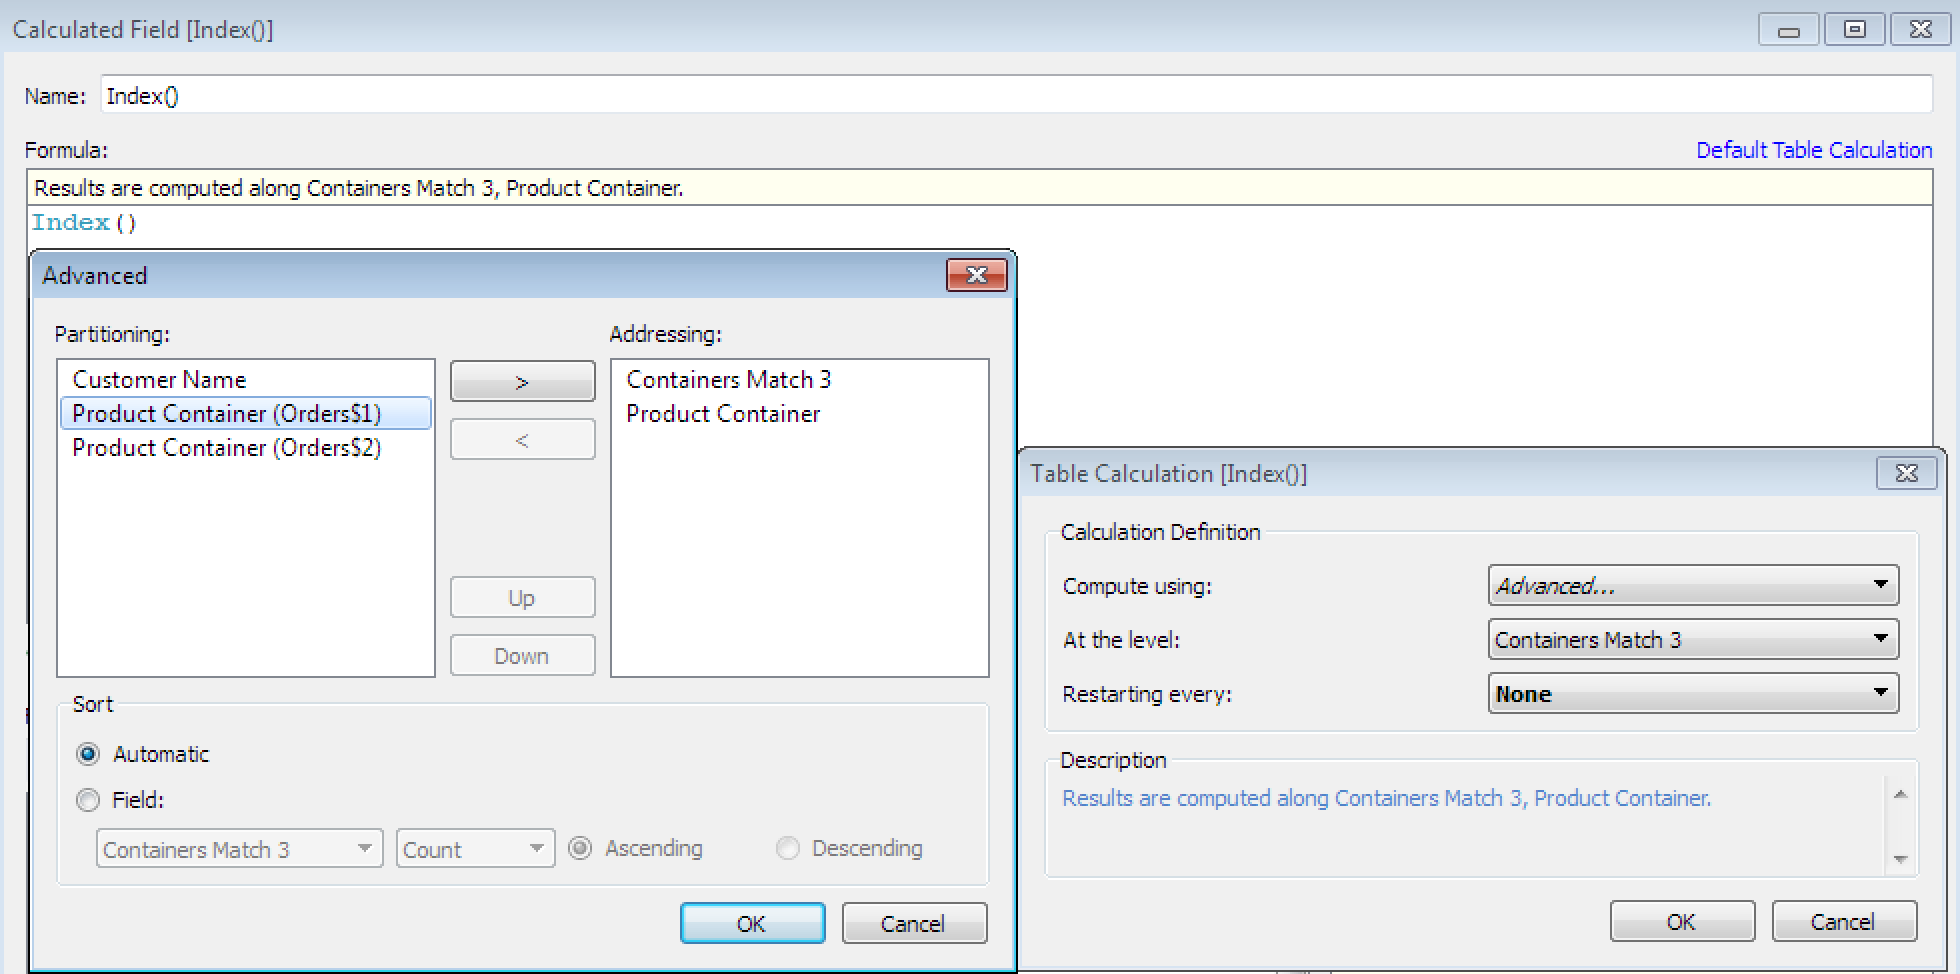 Calculated Field [Index()]
Name: Index()
Formula:
Default Table Calculation
Results are computed along Containers Match 3, Product Container.
Index()
Advanced
Partitioning:
Customer Name
Product Container (Orders$1)
Product Container (Orders$2)
>
<
Up
Down
Addressing:
Containers Match 3
Product Container
Sort
Automatic
Field:
Containers Match 3 Count Ascending Descending
OK Cancel
Table Calculation [Index()]
Calculation Definition
Compute using: Advanced...
At the level: Containers Match 3
Restarting every: None
Description
Results are computed along Containers Match 3, Product Container.
OK Cancel